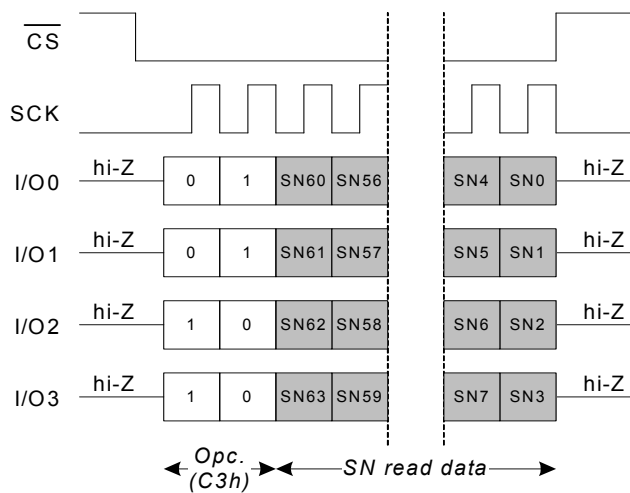 CS
SCK
I/O0 hi-Z 0 1 SN60 SN56 SN4 SN0 hi-Z
I/O1 hi-Z 0 1 SN61 SN57 SN5 SN1 hi-Z
I/O2 hi-Z 1 0 SN62 SN58 SN6 SN2 hi-Z
I/O3 hi-Z 1 0 SN63 SN59 SN7 SN3 hi-Z
Opc.
(C3h)
SN read data